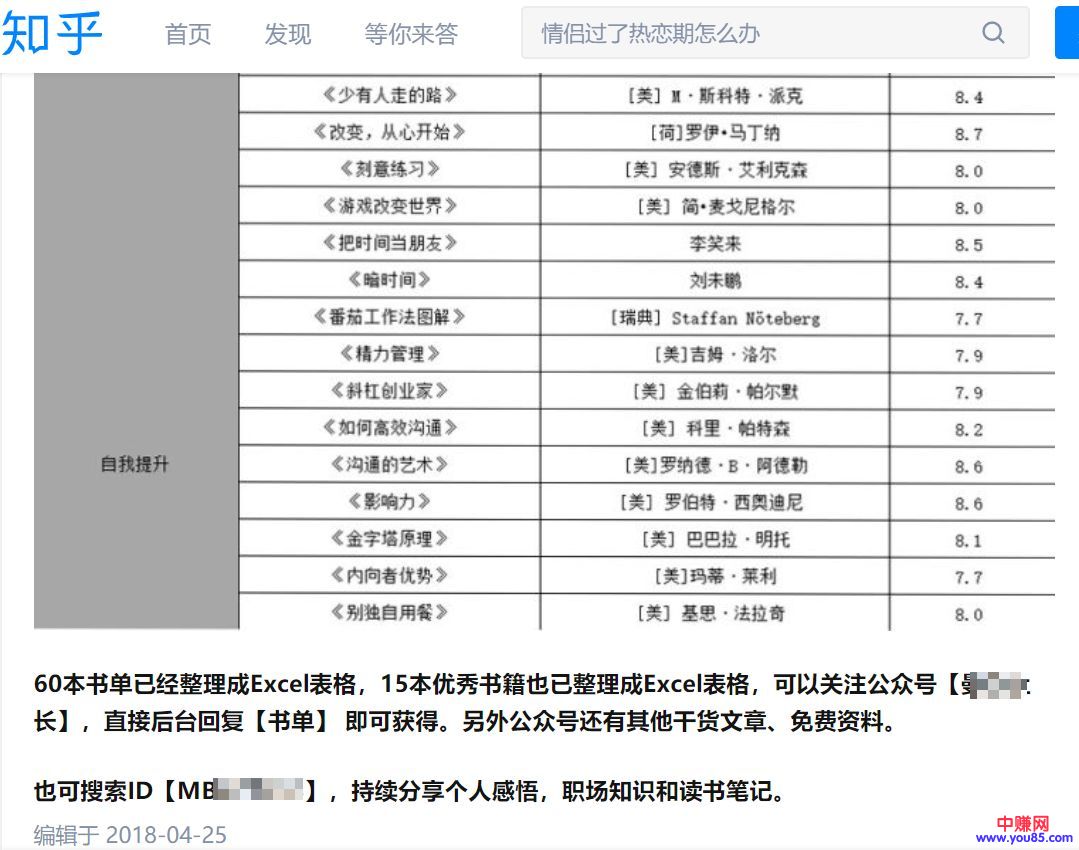 知乎 首页 发现 等你来答 情侣过了热恋期怎么办
《少有人走的路》 [美] M·斯科特·派克 8.4
《改变，从心开始》 [荷]罗伊•马丁纳 8.7
《刻意练习》 [美] 安德斯·艾利克森 8.0
《游戏改变世界》 [美] 简•麦戈尼格尔 8.0
《把时间当朋友》 李笑来 8.5
《暗时间》 刘未鹏 8.4
《番茄工作法图解》 [瑞典] Staffan Nöteberg 7.7
《精力管理》 [美]吉姆·洛尔 7.9
《斜杠创业家》 [美] 金伯莉·帕尔默 7.9
《如何高效沟通》 [美] 科里·帕特森 8.2
自我提升 《沟通的艺术》 [美]罗纳德·B·阿德勒 8.6
《影响力》 [美] 罗伯特·西奥迪尼 8.6
《金字塔原理》 [美] 巴巴拉·明托 8.1
《内向者优势》 [美]玛蒂·莱利 7.7
《别独自用餐》 [美] 基思·法拉奇 8.0
60本书单已经整理成Excel表格，15本优秀书籍也已整理成Excel表格，可以关注公众号【
长】，直接后台回复【书单】 即可获得。另外公众号还有其他干货文章、免费资料。
也可搜索ID【MB】，持续分享个人感悟，职场知识和读书笔记。
编辑于 2018-04-25
中赚网
www.you85.com